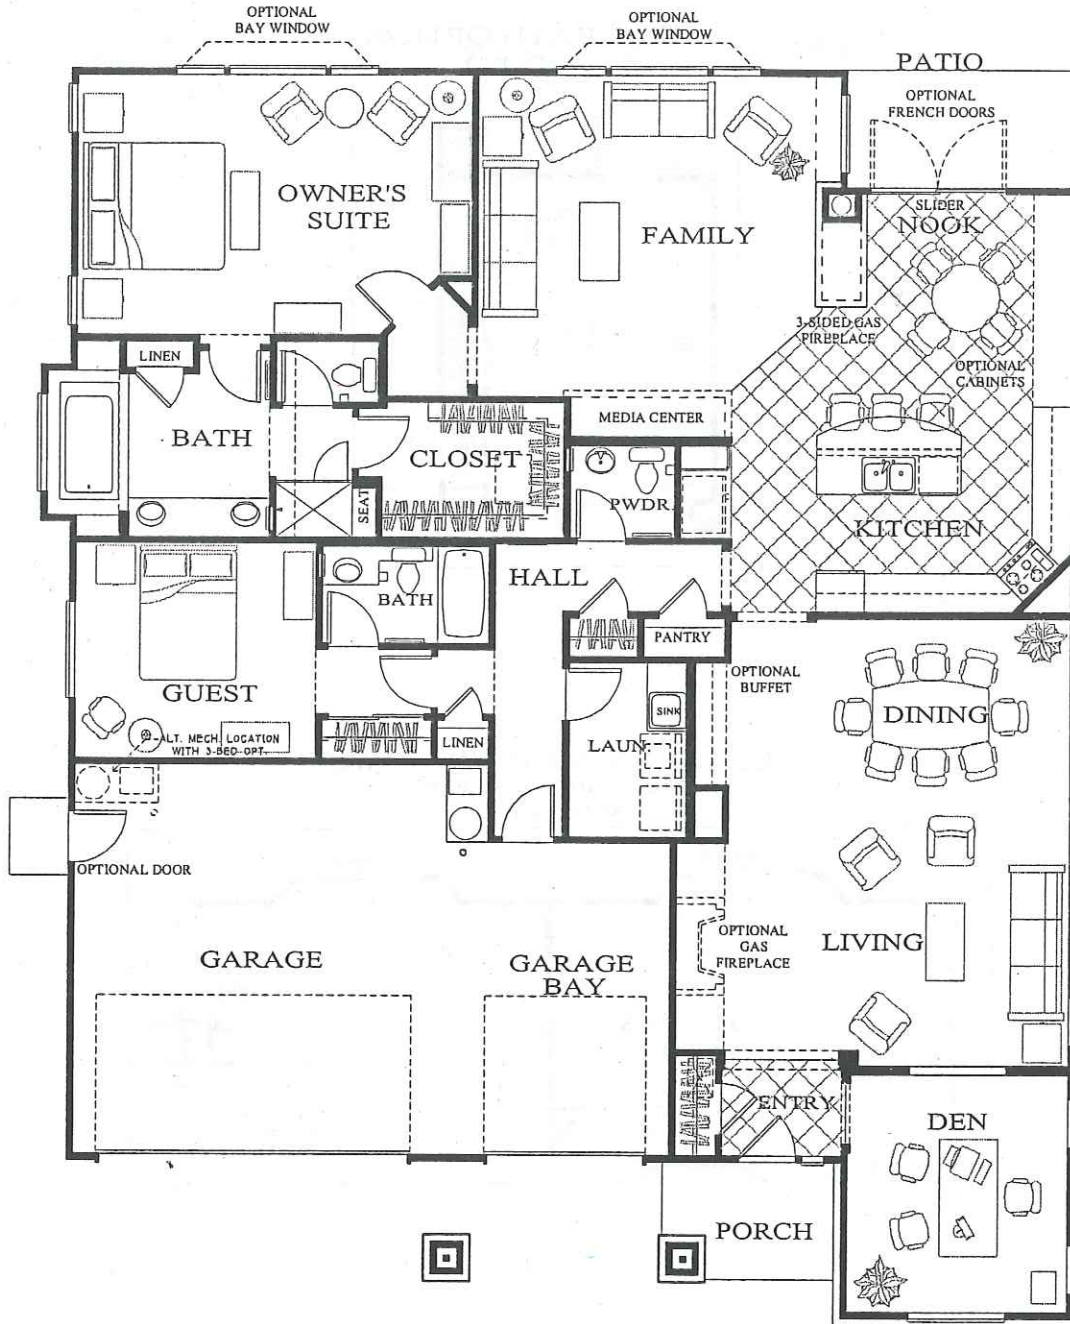 OPTIONAL
BAY WINDOW
OPTIONAL
BAY WINDOW
PATIO
OPTIONAL
FRENCH DOORS
OWNER'S
SUITE
FAMILY
SLIDER
NOOK
3-SIDED GAS
FIREPLACE
OPTIONAL
CABINETS
LINEN
BATH
CLOSET
MEDIA CENTER
SEAT
PWDR.
KITCHEN
HALL
BATH
PANTRY
GUEST
ALT. MECH. LOCATION
WITH 3-BED OPT.
LINEN
SINK
LAUN.
OPTIONAL
BUFFET
DINING
OPTIONAL DOOR
GARAGE
GARAGE
BAY
OPTIONAL
GAS
FIREPLACE
LIVING
ENTRY
DEN
PORCH